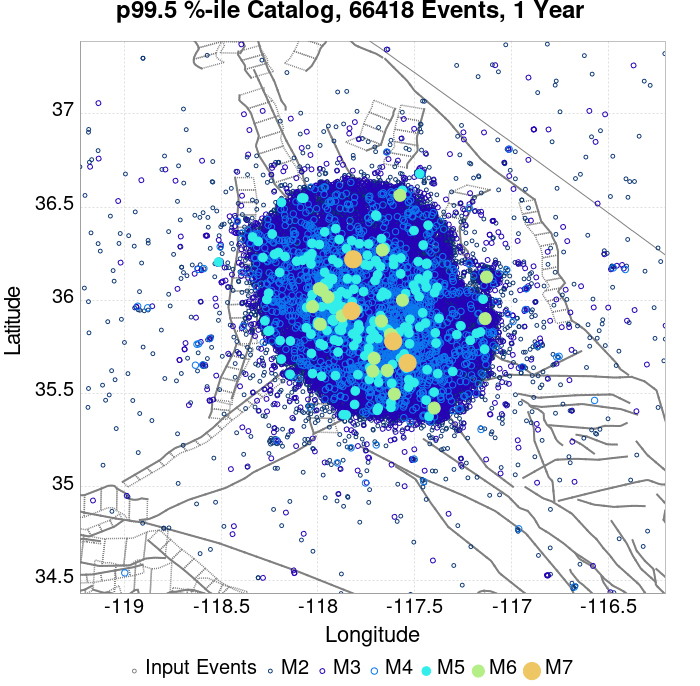 p99.5 %-ile Catalog, 66418 Events, 1 Year
Latitude
37
36.5
36
35.5
35
34.5
-119 -118.5 -118 -117.5 -117 -116.5
Longitude
Input Events M2 M3 M4 M5 M6 M7